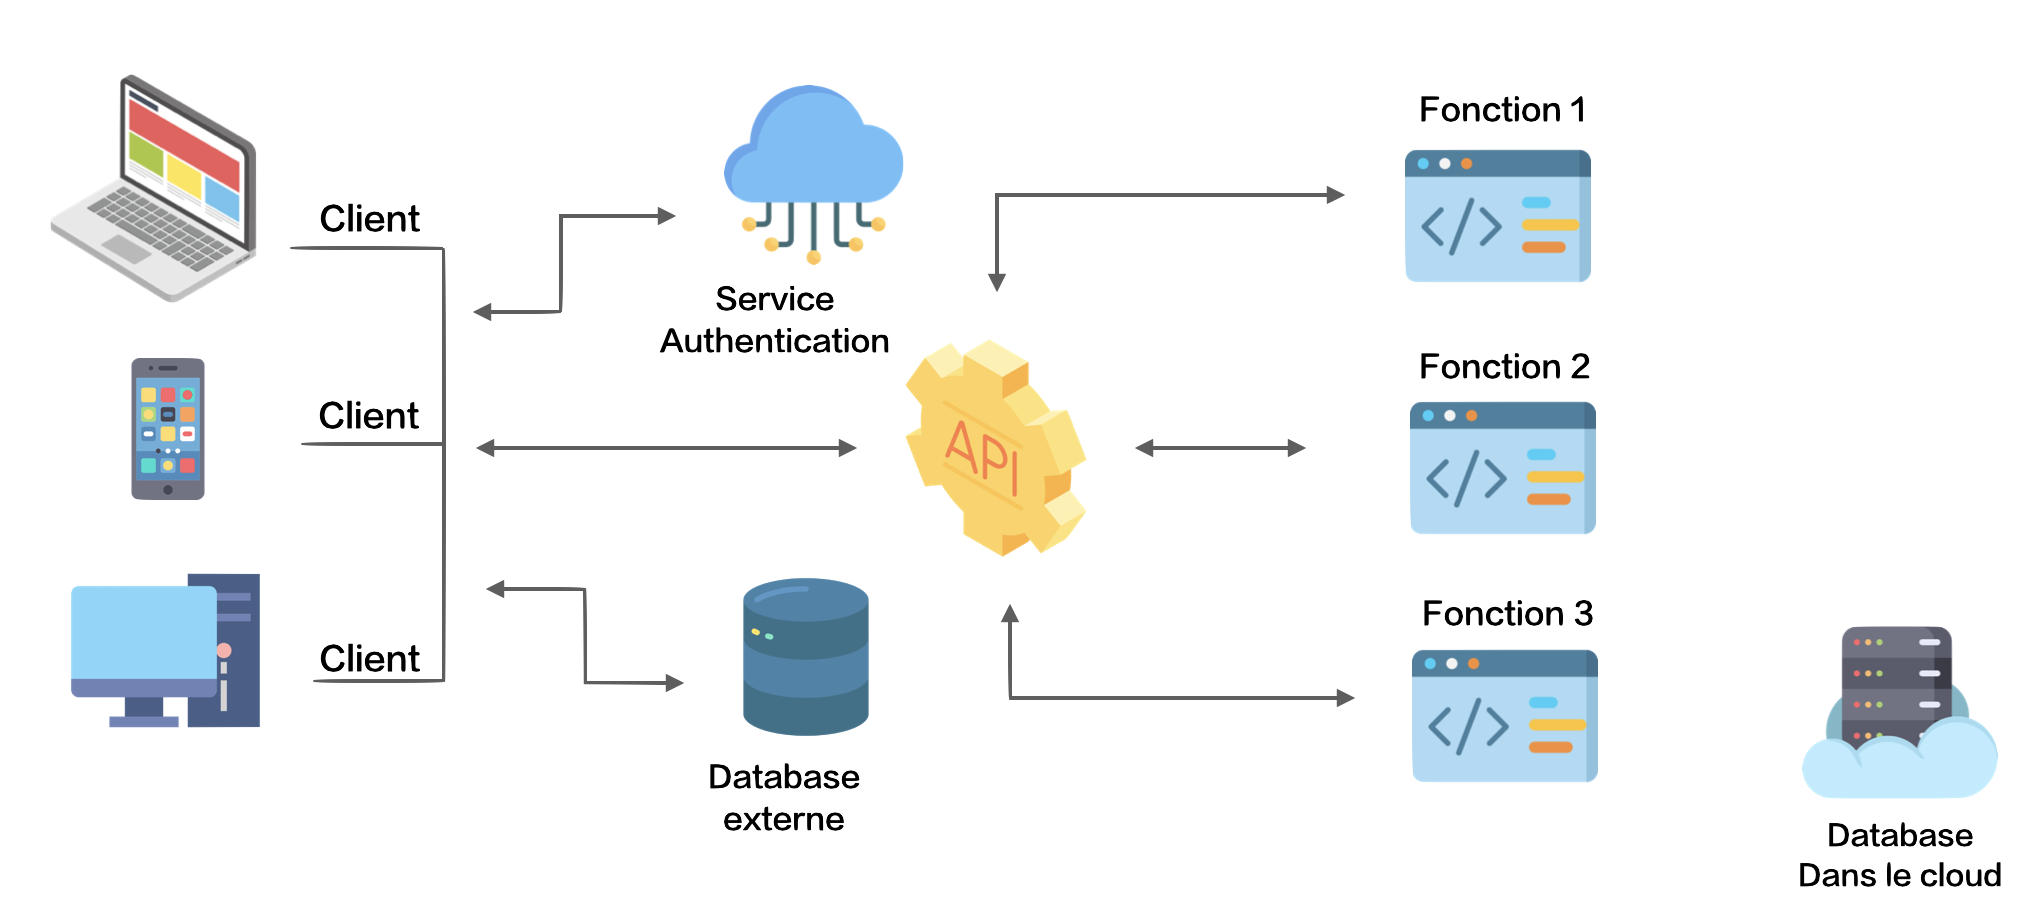 Client
Client
Client
Service
Authentication
API
Database
externe
Fonction 1
Fonction 2
Fonction 3
Database
Dans le cloud